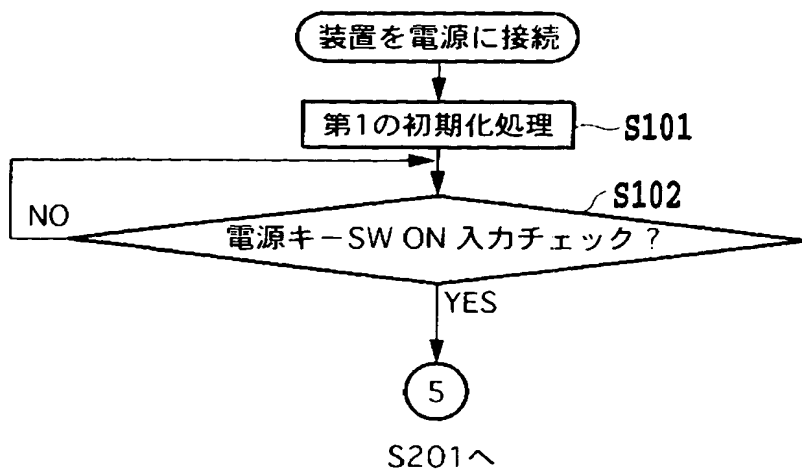 装置を電源に接続
第1の初期化処理
S101
S102
NO
電源キーSW ON 入力チェック？
YES
5
S201へ